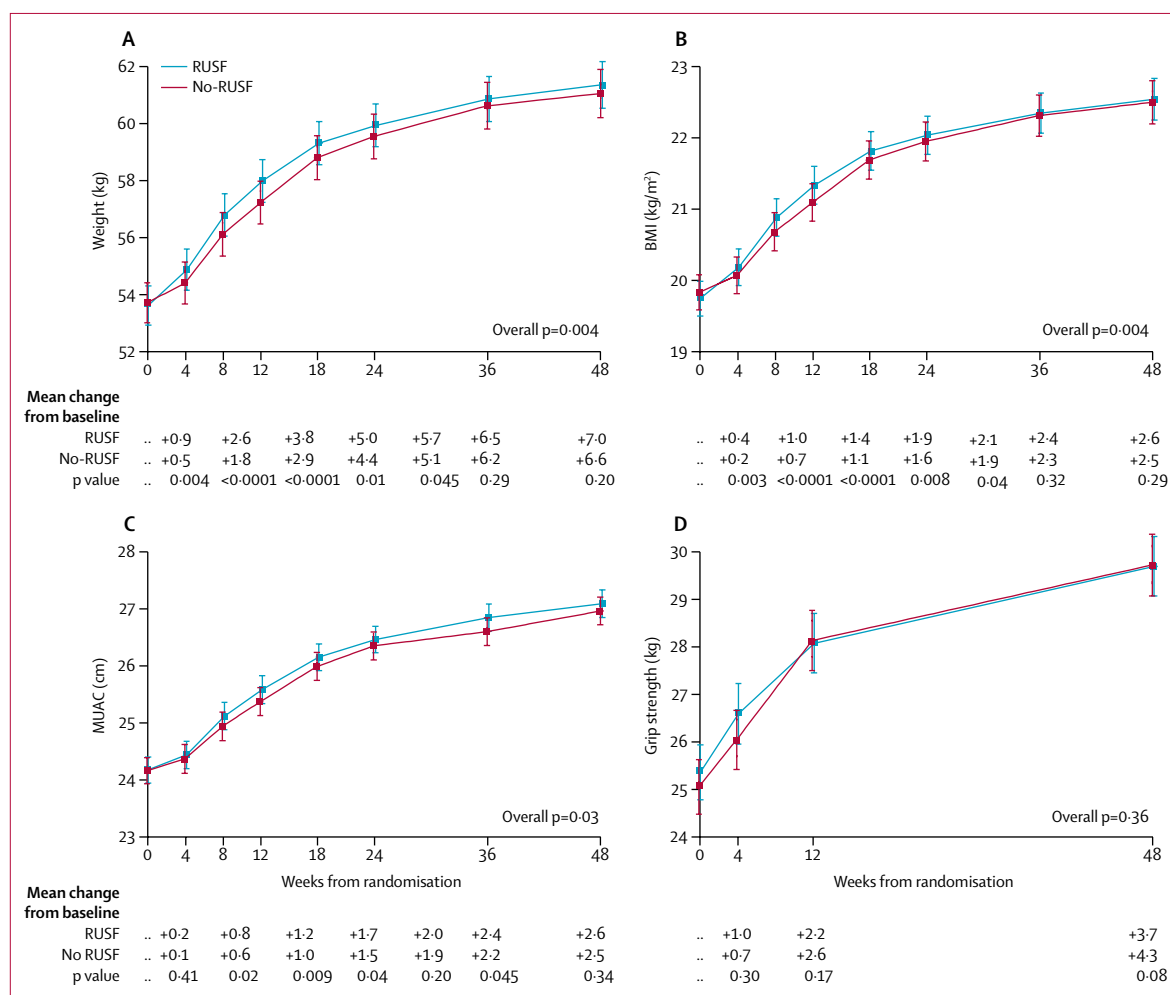 A
RUSF
No-RUSF
62
60
58
56
54
52
Weight (kg)
Overall p=0·004
0 4 8 12 18 24 36 48
B
23
22
21
20
19
BMI (kg/m²)
Overall p=0·004
0 4 8 12 18 24 36 48
Mean change
from baseline
RUSF .. +0·9 +2·6 +3·8 +5·0 +5·7 +6·5 +7·0 .. +0·4 +1·0 +1·4 +1·9 +2·1 +2·4 +2·6
No-RUSF .. +0·5 +1·8 +2·9 +4·4 +5·1 +6·2 +6·6 .. +0·2 +0·7 +1·1 +1·6 +1·9 +2·3 +2·5
p value .. 0·004 <0·0001 <0·0001 0·01 0·045 0·29 0·20 .. 0·003 <0·0001 <0·0001 0·008 0·04 0·32 0·29
C
28
27
26
25
24
23
MUAC (cm)
Overall p=0·03
0 4 8 12 18 24 36 48
Weeks from randomisation
D
30
29
28
27
26
25
24
Grip strength (kg)
Overall p=0·36
0 4 12 48
Weeks from randomisation
Mean change
from baseline
RUSF .. +0·2 +0·8 +1·2 +1·7 +2·0 +2·4 +2·6 .. +1·0 +2·2 +3·7
No RUSF .. +0·1 +0·6 +1·0 +1·5 +1·9 +2·2 +2·5 .. +0·7 +2·6 +4·3
p value .. 0·41 0·02 0·009 0·04 0·20 0·045 0·34 .. 0·30 0·17 0·08